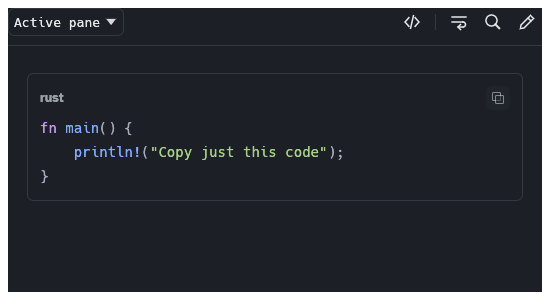 Active pane
rust
fn main() {
    println!("Copy just this code");
}